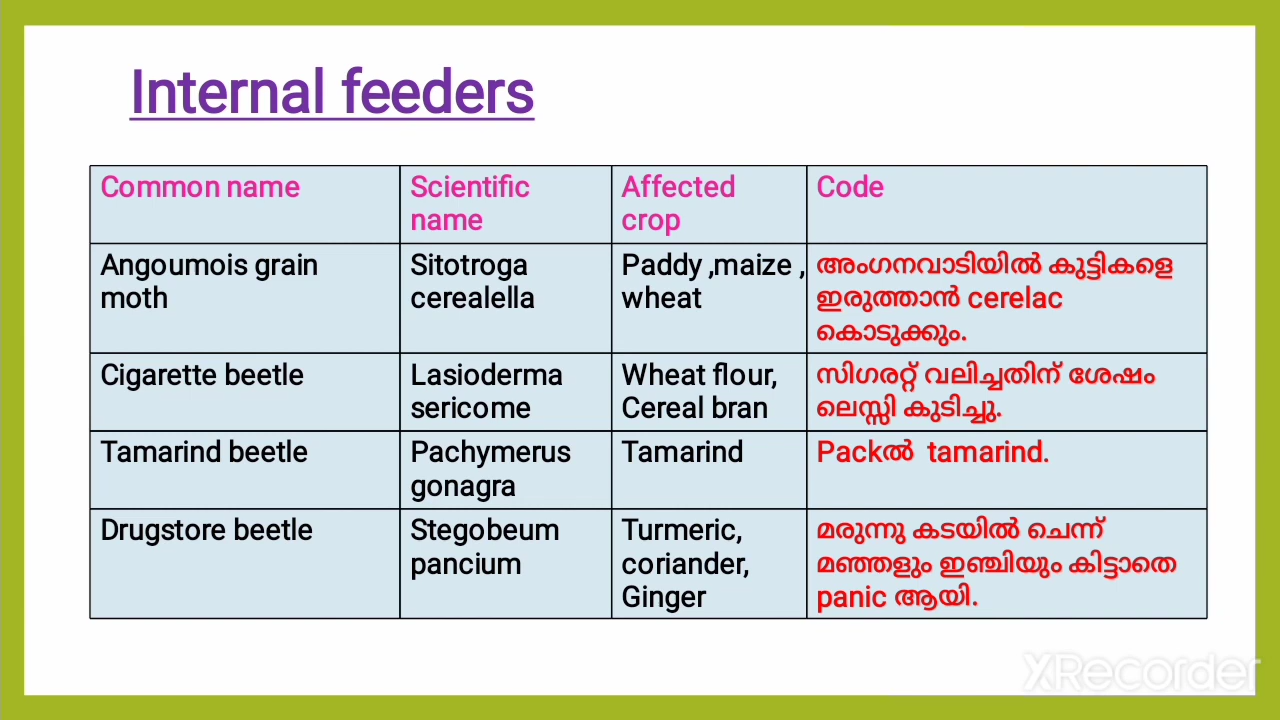 Internal feeders
Common name
Scientific
name
Affected
crop
Code
Angoumois grain
moth
Sitotroga
cerealella
Paddy ,maize ,
wheat
അംഗനവാടിയിൽ കുട്ടികളെ
ഇരുത്താൻ cerelac
കൊടുക്കും.
Cigarette beetle
Lasioderma
sericome
Wheat flour,
Cereal bran
സിഗരറ്റ് വലിച്ചതിന് ശേഷം
ലെസ്സി കുടിച്ചു.
Tamarind beetle
Pachymerus
gonagra
Tamarind
Packൽ tamarind.
Drugstore beetle
Stegobeum
pancium
Turmeric,
coriander,
Ginger
മരുന്നു കടയിൽ ചെന്ന്
മഞ്ഞളും ഇഞ്ചിയും കിട്ടാതെ
panic ആയി.
XRecorder